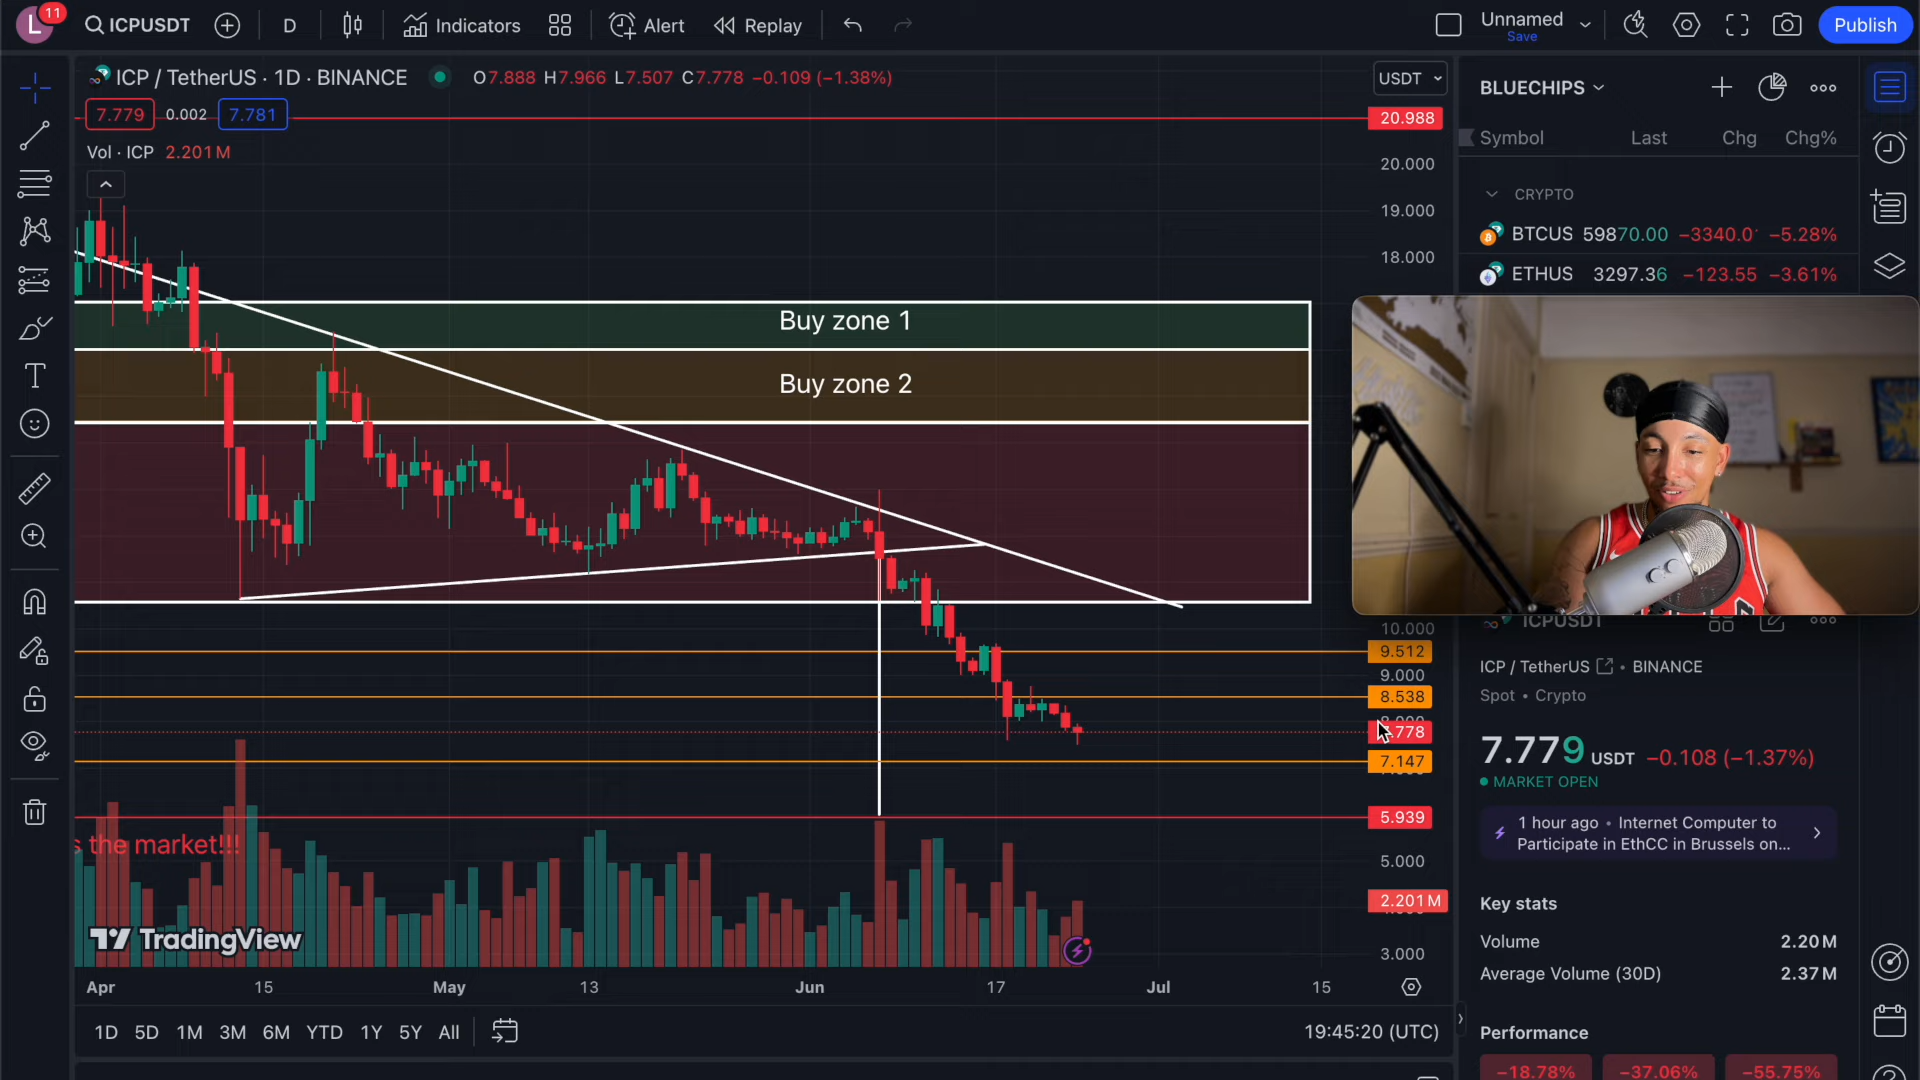 L 11 ICPUSDT D Indicators Alert Replay Unnamed Save Publish
ICP / TetherUS · 1D · BINANCE O7.888 H7.966 L7.507 C7.778 −0.109 (−1.38%) USDT
7.779 0.002 7.781
Vol · ICP 2.201 M
20.988
20.000
19.000
18.000
Buy zone 1
Buy zone 2
10.000
9.512
9.000
8.538
7.147
5.939
5.000
2.201 M
3.000
s the market!!!
TradingView
Apr 15 May 13 Jun 17 Jul 15
1D 5D 1M 3M 6M YTD 1Y 5Y All 19:45:20 (UTC)
BLUECHIPS
Symbol Last Chg Chg%
CRYPTO
BTCUS 59870.00 −3340.0 −5.28%
ETHUS 3297.36 −123.55 −3.61%
ICPUSDT
ICP / TetherUS • BINANCE
Spot • Crypto
7.779 USDT −0.108 (−1.37%)
MARKET OPEN
1 hour ago • Internet Computer to
Participate in EthCC in Brussels on...
Key stats
Volume 2.20 M
Average Volume (30D) 2.37 M
Performance
−18.78% −37.06% −55.75%